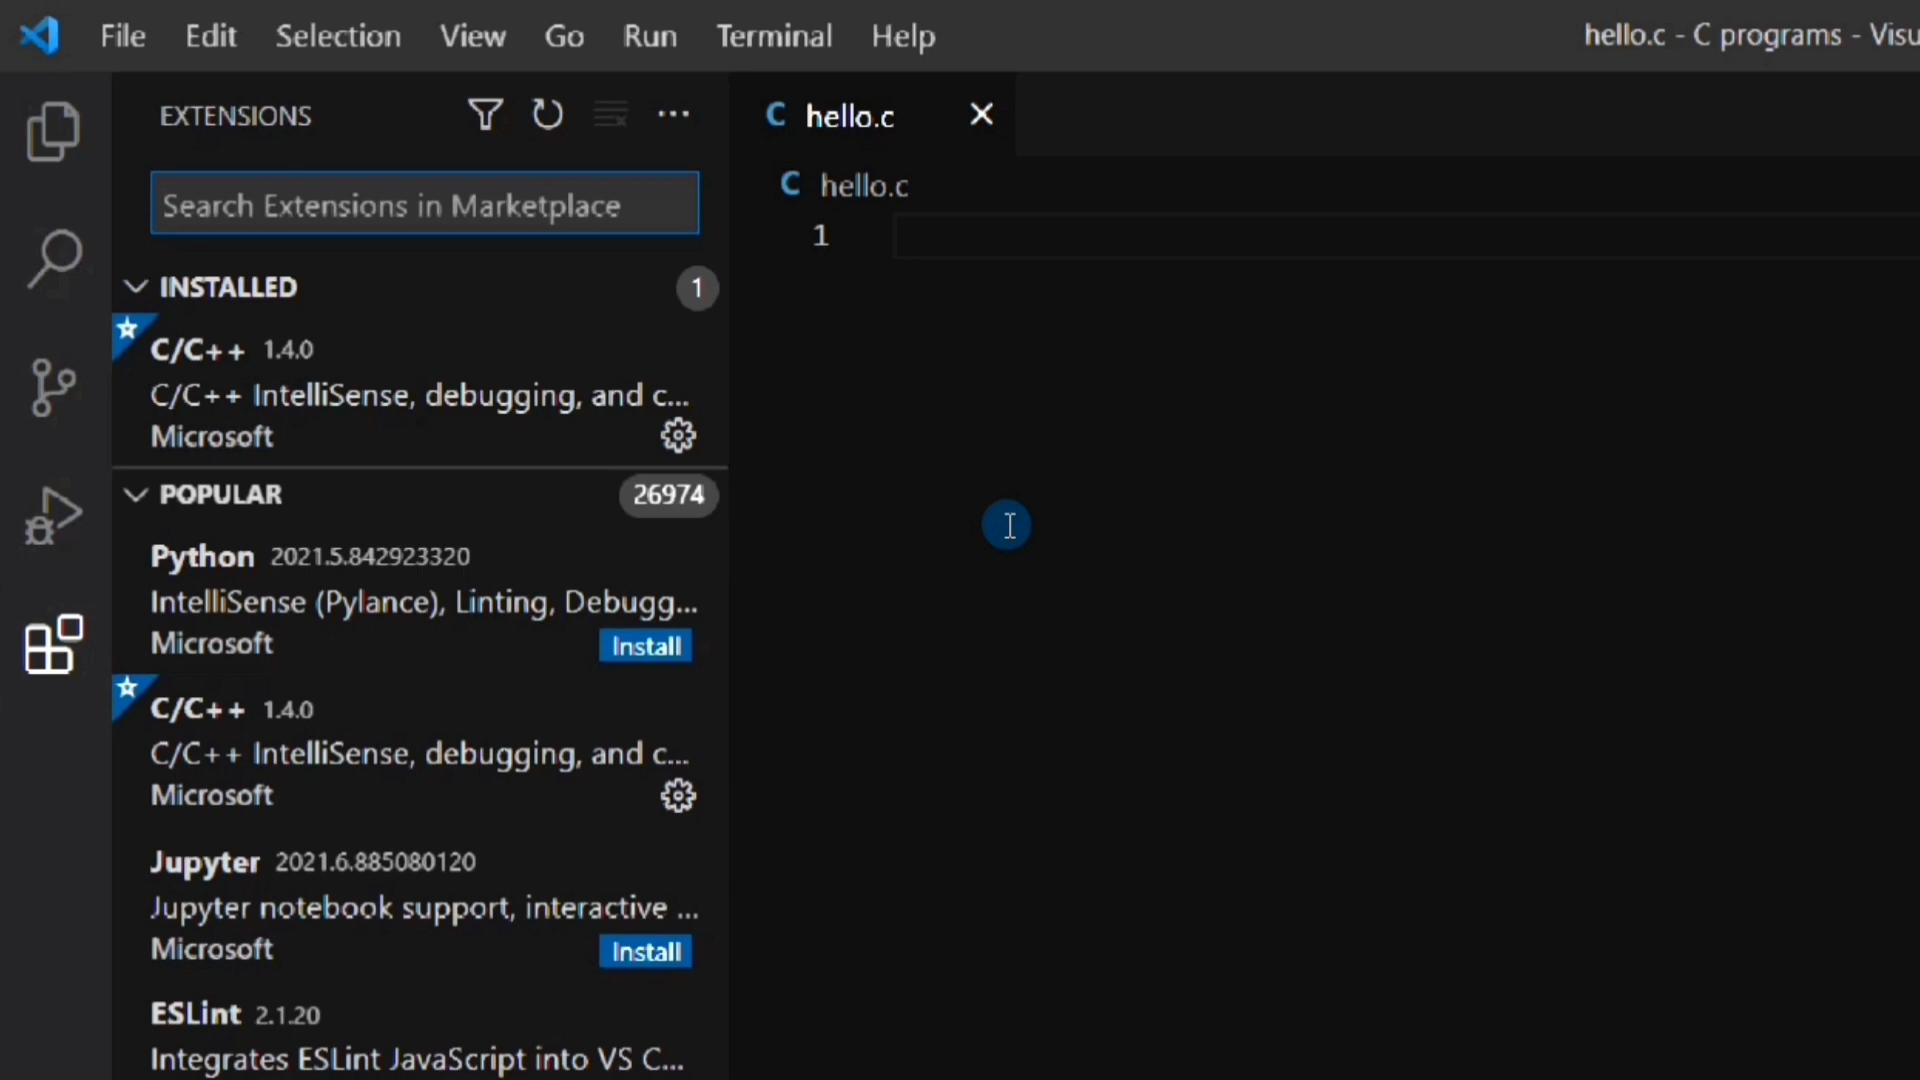 File Edit Selection View Go Run Terminal Help
hello.c - C programs - Visu
EXTENSIONS
Search Extensions in Marketplace
INSTALLED 1
C/C++ 1.4.0
C/C++ IntelliSense, debugging, and c...
Microsoft
POPULAR 26974
Python 2021.5.842923320
IntelliSense (Pylance), Linting, Debugg...
Microsoft Install
C/C++ 1.4.0
C/C++ IntelliSense, debugging, and c...
Microsoft
Jupyter 2021.6.885080120
Jupyter notebook support, interactive ...
Microsoft Install
ESLint 2.1.20
Integrates ESLint JavaScript into VS C...
C hello.c
C hello.c
1